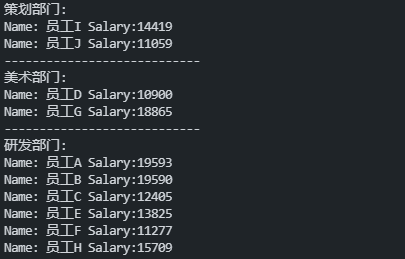 策划部门:
Name: 员工I Salary:14419
Name: 员工J Salary:11059
----------------------------
美术部门:
Name: 员工D Salary:10900
Name: 员工G Salary:18865
----------------------------
研发部门:
Name: 员工A Salary:19593
Name: 员工B Salary:19590
Name: 员工C Salary:12405
Name: 员工E Salary:13825
Name: 员工F Salary:11277
Name: 员工H Salary:15709